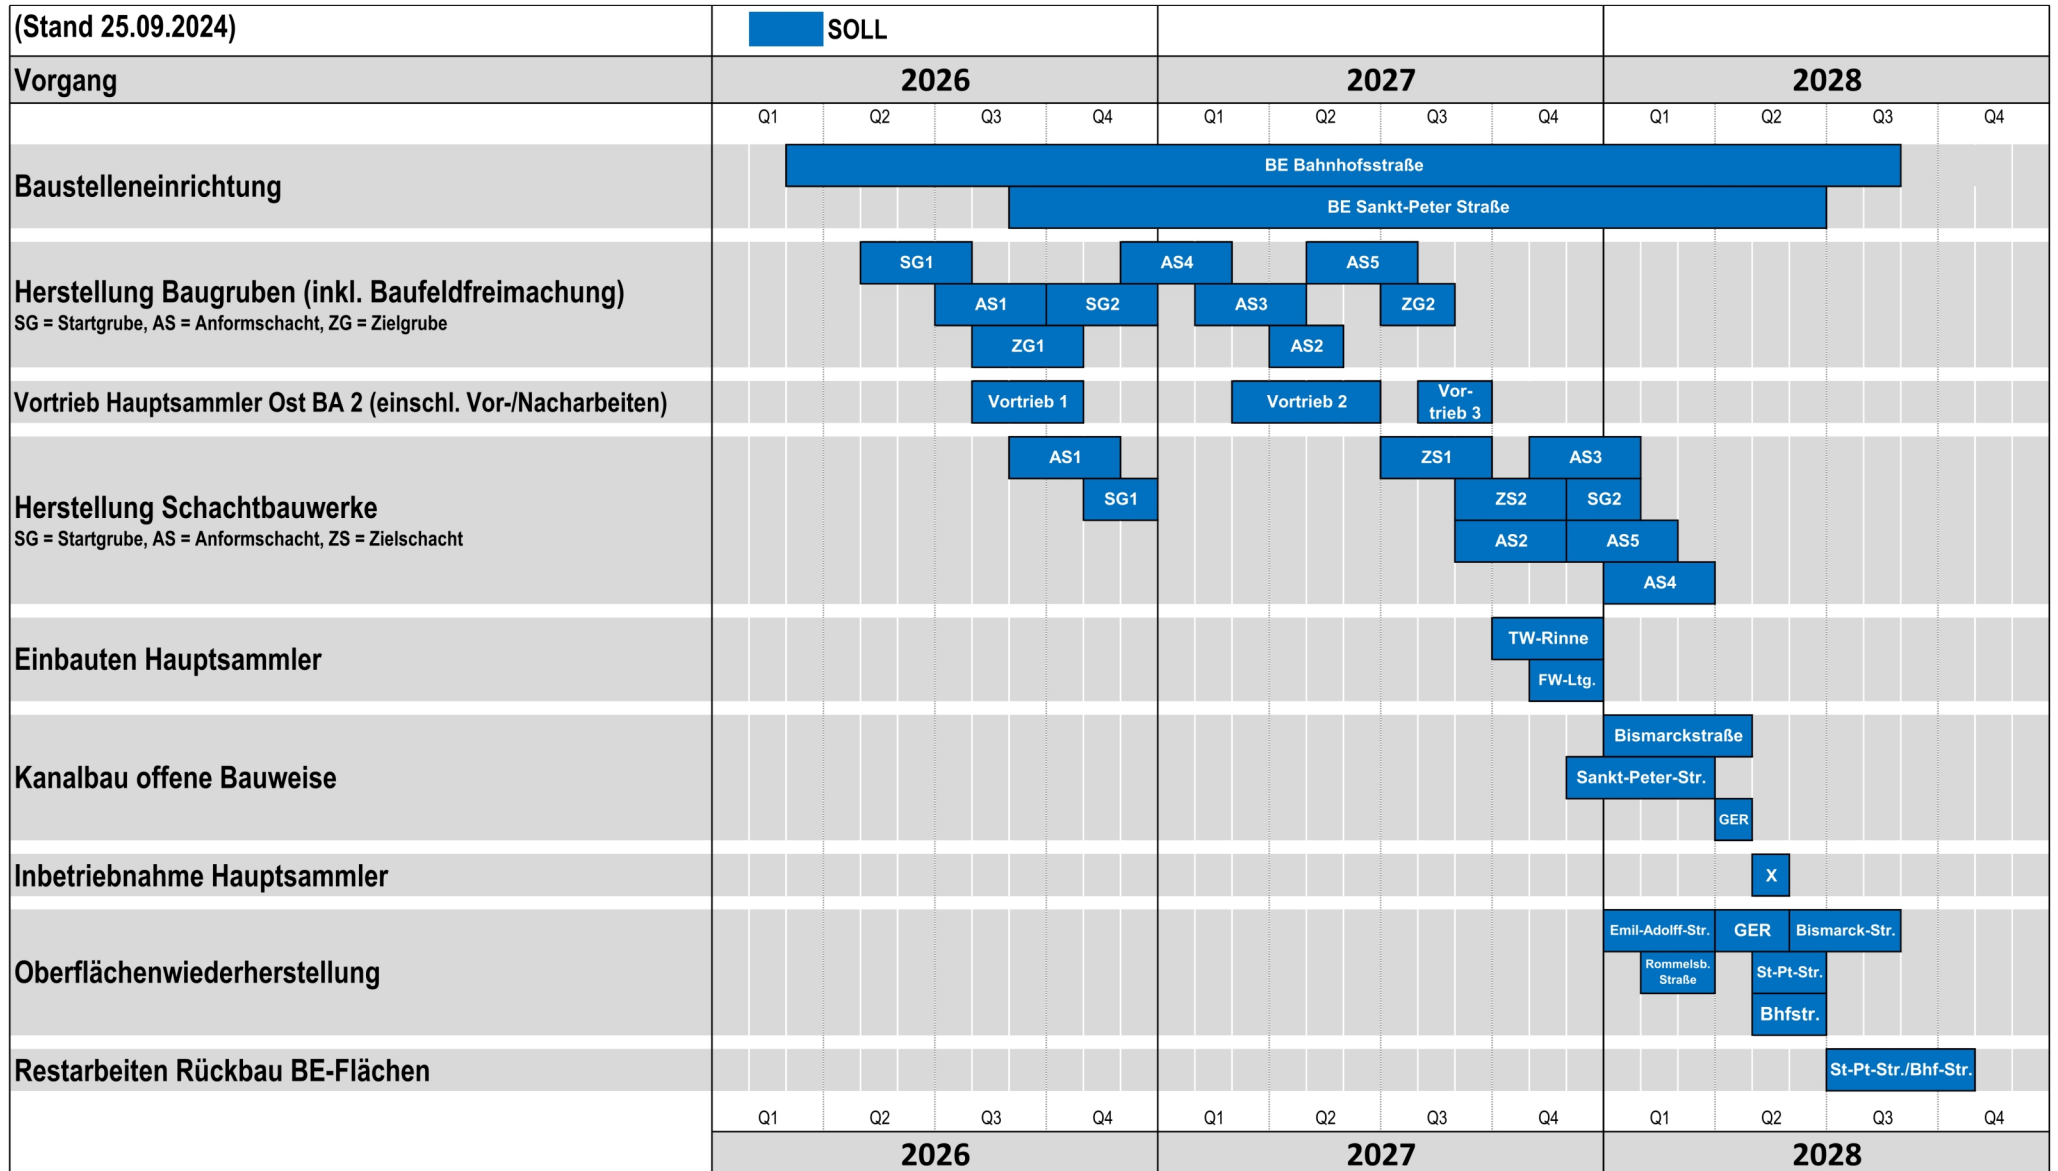 (Stand 25.09.2024)
SOLL
Vorgang
2026
2027
2028
Q1
Q2
Q3
Q4
Q1
Q2
Q3
Q4
Q1
Q2
Q3
Q4
Baustelleneinrichtung
BE Bahnhofsstraße
BE Sankt-Peter Straße
Herstellung Baugruben (inkl. Baufeldfreimachung)
SG = Startgrube, AS = Anformschacht, ZG = Zielgrube
SG1
AS4
AS5
AS1
SG2
AS3
ZG2
ZG1
AS2
Vortrieb Hauptsammler Ost BA 2 (einschl. Vor-/Nacharbeiten)
Vortrieb 1
Vortrieb 2
Vor-
trieb 3
Herstellung Schachtbauwerke
SG = Startgrube, AS = Anformschacht, ZS = Zielschacht
AS1
ZS1
AS3
SG1
ZS2
SG2
AS2
AS5
AS4
Einbauten Hauptsammler
TW-Rinne
FW-Ltg.
Kanalbau offene Bauweise
Bismarckstraße
Sankt-Peter-Str.
GER
Inbetriebnahme Hauptsammler
X
Oberflächenwiederherstellung
Emil-Adolff-Str.
GER
Bismarck-Str.
Rommelsb.
Straße
St-Pt-Str.
Bhfstr.
Restarbeiten Rückbau BE-Flächen
St-Pt-Str./Bhf-Str.
Q1
Q2
Q3
Q4
Q1
Q2
Q3
Q4
Q1
Q2
Q3
Q4
2026
2027
2028